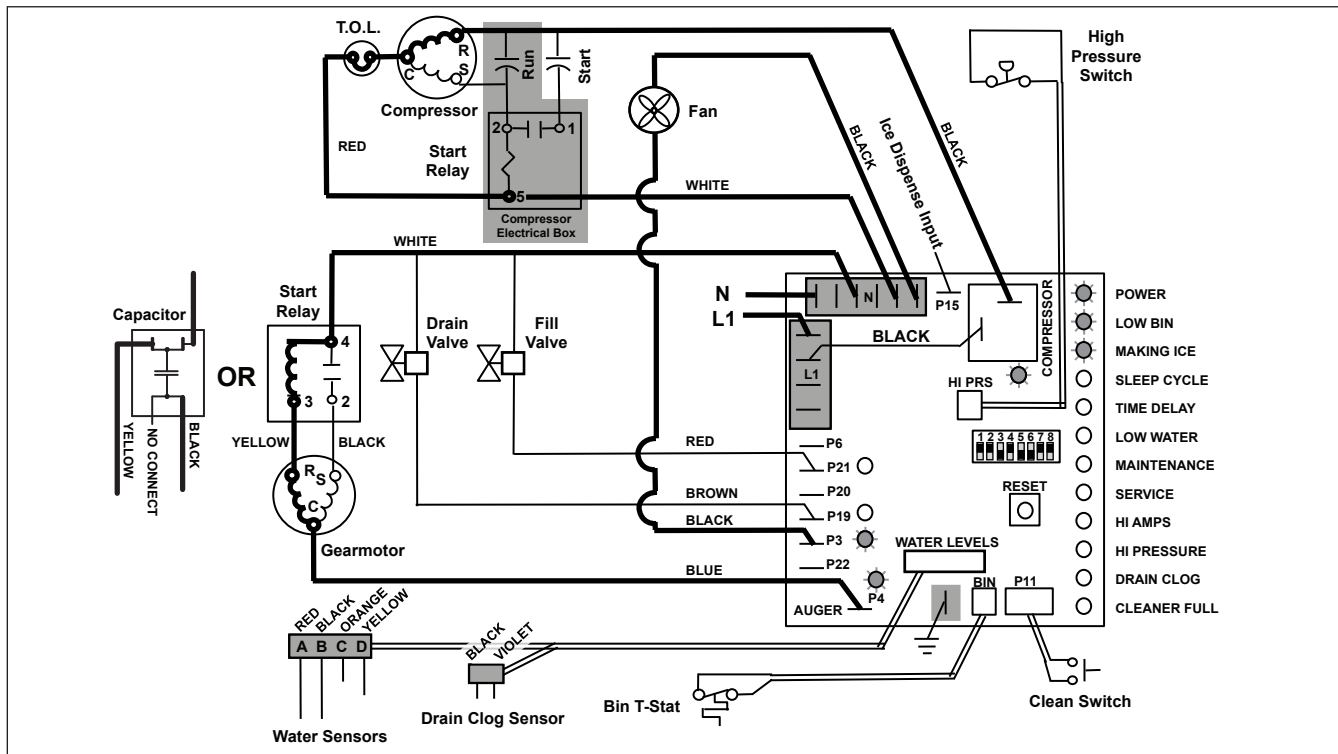 T.O.L.
R
C
S
Compressor
Run
Start
2
1
Start
Relay
5
Compressor
Electrical Box
RED
WHITE
Fan
BLACK
Ice Dispense Input
BLACK
High
Pressure
Switch
WHITE
Capacitor
YELLOW
NO CONNECT
BLACK
OR
Start
Relay
4
3
2
YELLOW
BLACK
R
S
C
Gearmotor
Drain
Valve
Fill
Valve
N
L1
N
P15
L1
BLACK
COMPRESSOR
HI PRS
POWER
LOW BIN
MAKING ICE
SLEEP CYCLE
TIME DELAY
LOW WATER
MAINTENANCE
SERVICE
HI AMPS
HI PRESSURE
DRAIN CLOG
CLEANER FULL
1 2 3 4 5 6 7 8
RESET
RED
BROWN
BLACK
BLUE
P6
P21
P20
P19
P3
P22
P4
AUGER
WATER LEVELS
BIN
P11
RED
BLACK
ORANGE
YELLOW
A B C D
Water Sensors
BLACK
VIOLET
Drain Clog Sensor
Bin T-Stat
Clean Switch